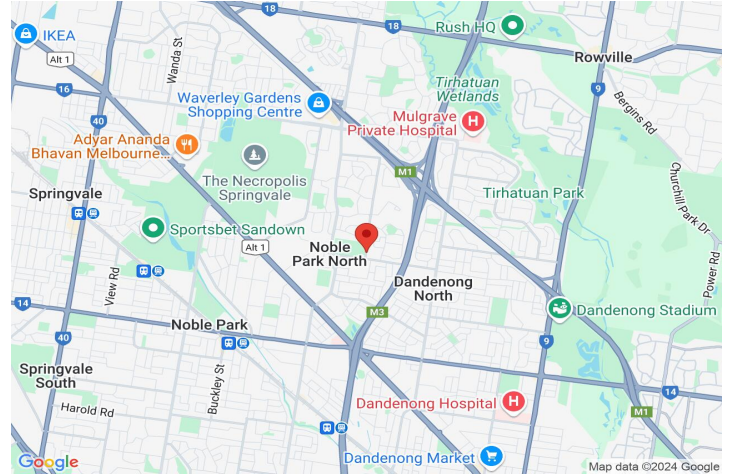 18
Rush HQ
18
IKEA
Wanda St
Rowville
Alt 1
Tirhatuan
Wetlands
16
9
Waverley Gardens
Shopping Centre
Bergins Rd
40
Mulgrave
Private Hospital
Adyar Ananda
Bhavan Melbourne...
M1
Churchill Park Dr
The Necropolis
Springvale
Springvale
Tirhatuan Park
Sportsbet Sandown
Alt 1
Noble
Park North
Power Rd
View Rd
Dandenong
North
14
M3
Dandenong Stadium
Noble Park
40
9
Springvale
South
Buckley St
14
Harold Rd
Dandenong Hospital
M1
Dandenong Market
Google
Map data ©2024 Google